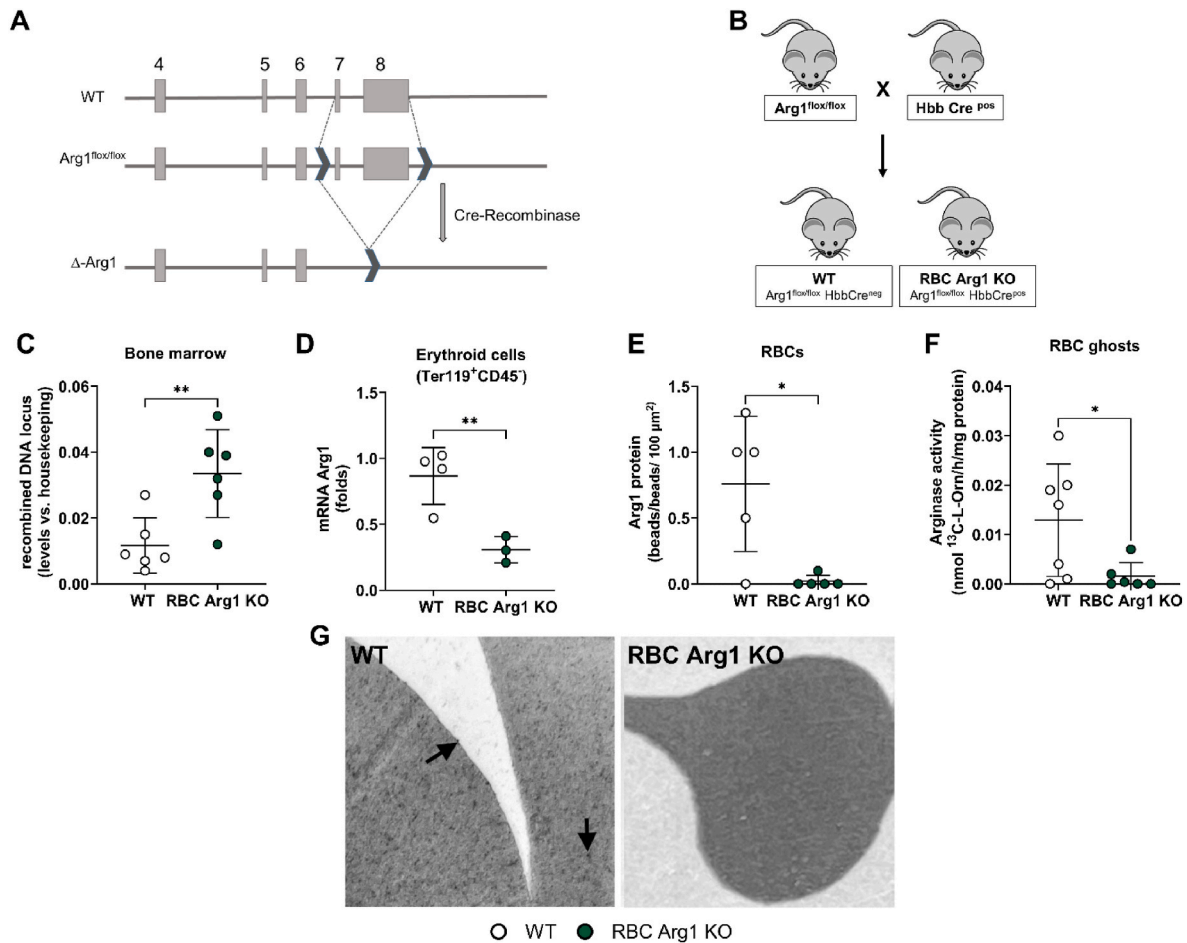 A
4 5 6 7 8
WT
Arg1flox/flox
Cre-Recombinase
Δ-Arg1
B
Arg1flox/flox
X
Hbb Cre pos
WT
Arg1flox/flox HbbCreneg
RBC Arg1 KO
Arg1flox/flox HbbCrepos
C
Bone marrow
recombined DNA locus
(levels vs. housekeeping)
0.06
0.04
0.02
0.00
**
WT
RBC Arg1 KO
D
Erythroid cells
(Ter119+CD45-)
mRNA Arg1
(folds)
1.5
1.0
0.5
0.0
**
WT
RBC Arg1 KO
E
RBCs
Arg1 protein
(beads/beads/ 100 μm2)
1.5
1.0
0.5
0.0
*
WT
RBC Arg1 KO
F
RBC ghosts
Arginase activity
(nmol 13C-L-Orn/h/mg protein)
0.04
0.03
0.02
0.01
0.00
*
WT
RBC Arg1 KO
G
WT
RBC Arg1 KO
WT
RBC Arg1 KO